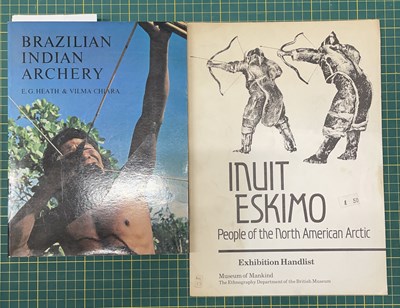 BRAZILIAN
INDIAN
ARCHERY
E. G. HEATH & VILMA CHIARA
INUIT
ESKIMO
People of the North American Arctic
Exhibition Handlist
Museum of Mankind
The Ethnography Department of the British Museum